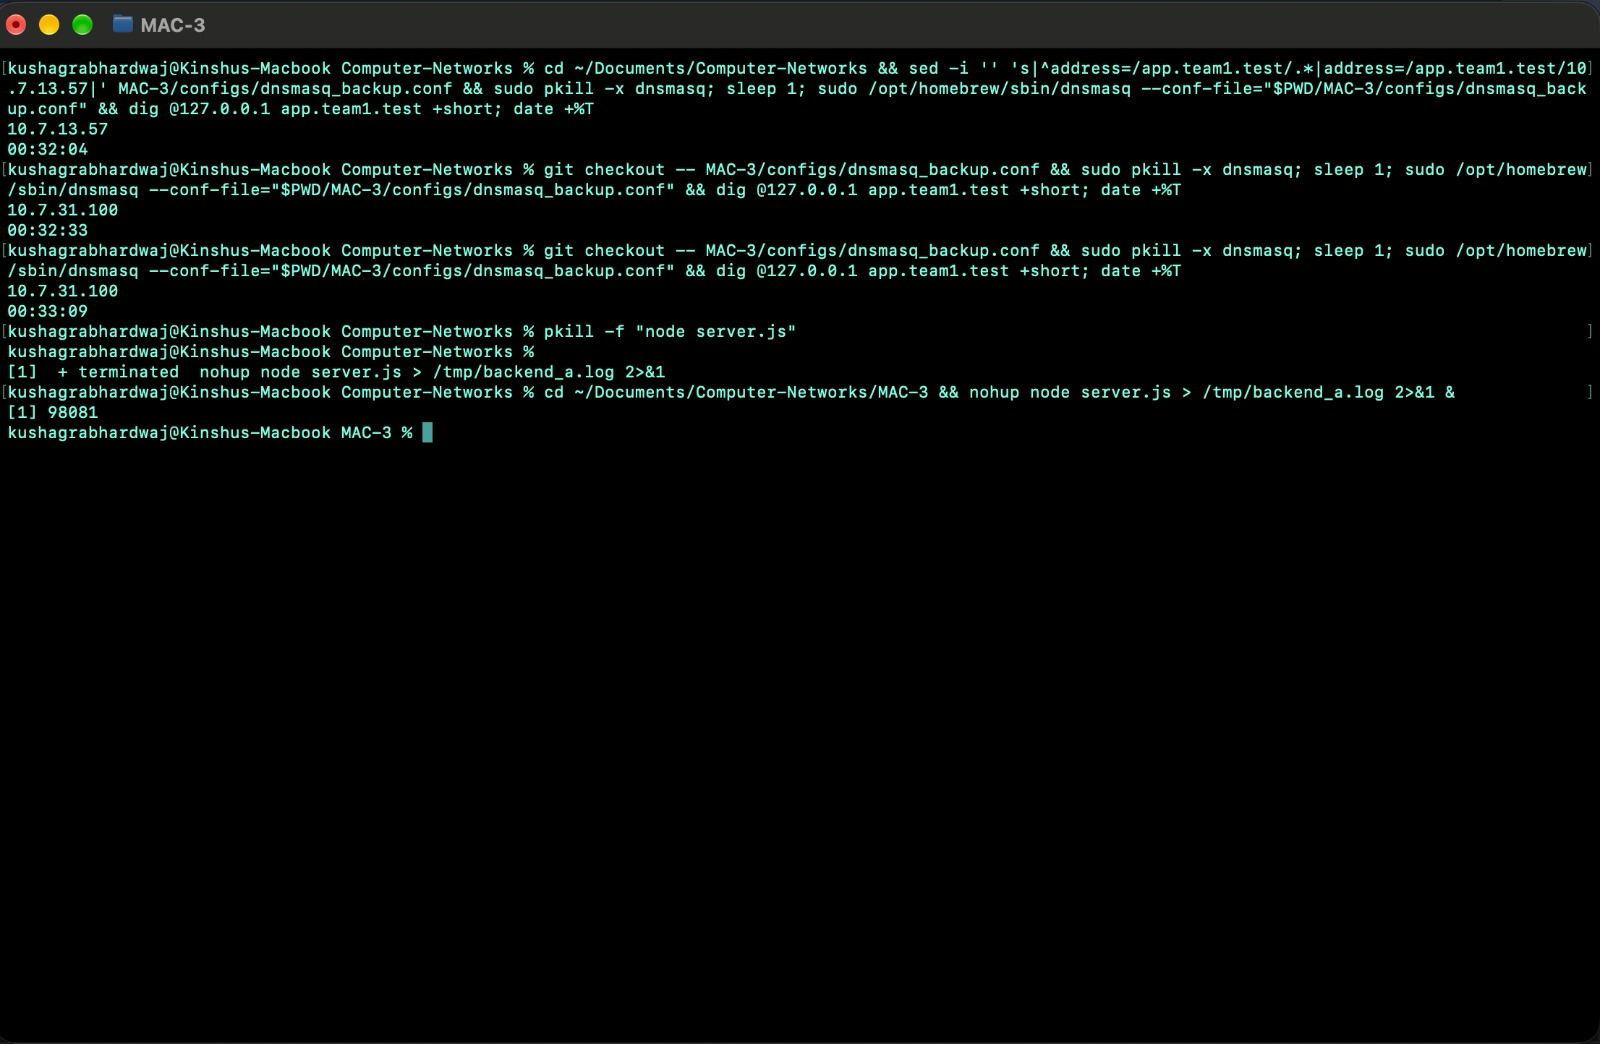 MAC-3
[kushagrabhardwaj@Kinshus-Macbook Computer-Networks % cd ~/Documents/Computer-Networks && sed -i '' 's|^address=/app.team1.test/.*|address=/app.team1.test/10]
.7.13.57|' MAC-3/configs/dnsmasq_backup.conf && sudo pkill -x dnsmasq; sleep 1; sudo /opt/homebrew/sbin/dnsmasq --conf-file="$PWD/MAC-3/configs/dnsmasq_back
up.conf" && dig @127.0.0.1 app.team1.test +short; date +%T
10.7.13.57
00:32:04
[kushagrabhardwaj@Kinshus-Macbook Computer-Networks % git checkout -- MAC-3/configs/dnsmasq_backup.conf && sudo pkill -x dnsmasq; sleep 1; sudo /opt/homebrew]
/sbin/dnsmasq --conf-file="$PWD/MAC-3/configs/dnsmasq_backup.conf" && dig @127.0.0.1 app.team1.test +short; date +%T
10.7.31.100
00:32:33
[kushagrabhardwaj@Kinshus-Macbook Computer-Networks % git checkout -- MAC-3/configs/dnsmasq_backup.conf && sudo pkill -x dnsmasq; sleep 1; sudo /opt/homebrew]
/sbin/dnsmasq --conf-file="$PWD/MAC-3/configs/dnsmasq_backup.conf" && dig @127.0.0.1 app.team1.test +short; date +%T
10.7.31.100
00:33:09
[kushagrabhardwaj@Kinshus-Macbook Computer-Networks % pkill -f "node server.js" ]
kushagrabhardwaj@Kinshus-Macbook Computer-Networks %
[1]  + terminated  nohup node server.js > /tmp/backend_a.log 2>&1
[kushagrabhardwaj@Kinshus-Macbook Computer-Networks % cd ~/Documents/Computer-Networks/MAC-3 && nohup node server.js > /tmp/backend_a.log 2>&1 & ]
[1] 98081
kushagrabhardwaj@Kinshus-Macbook MAC-3 %